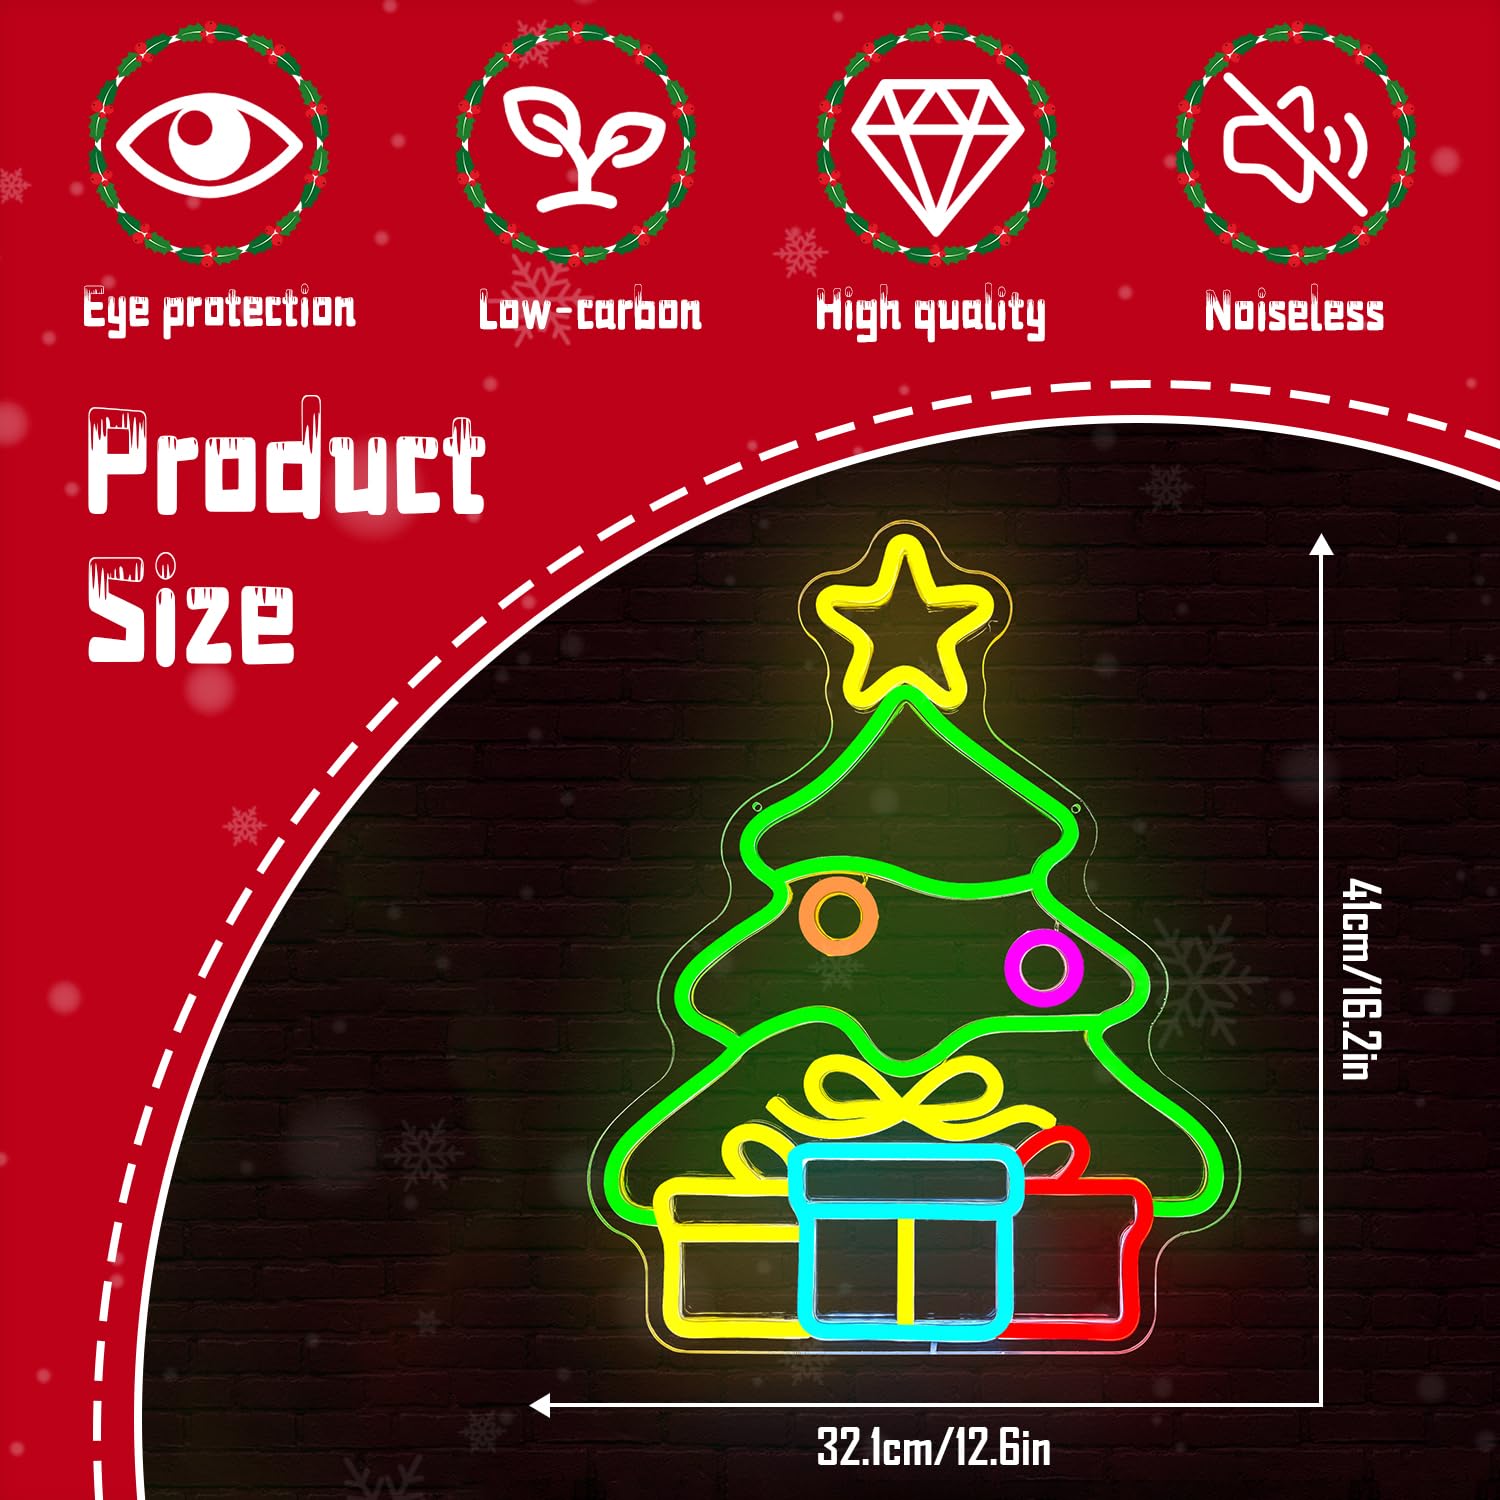 Eye protection
Low-carbon
High quality
Noiseless
Product
Size
41cm/16.2in
32.1cm/12.6in